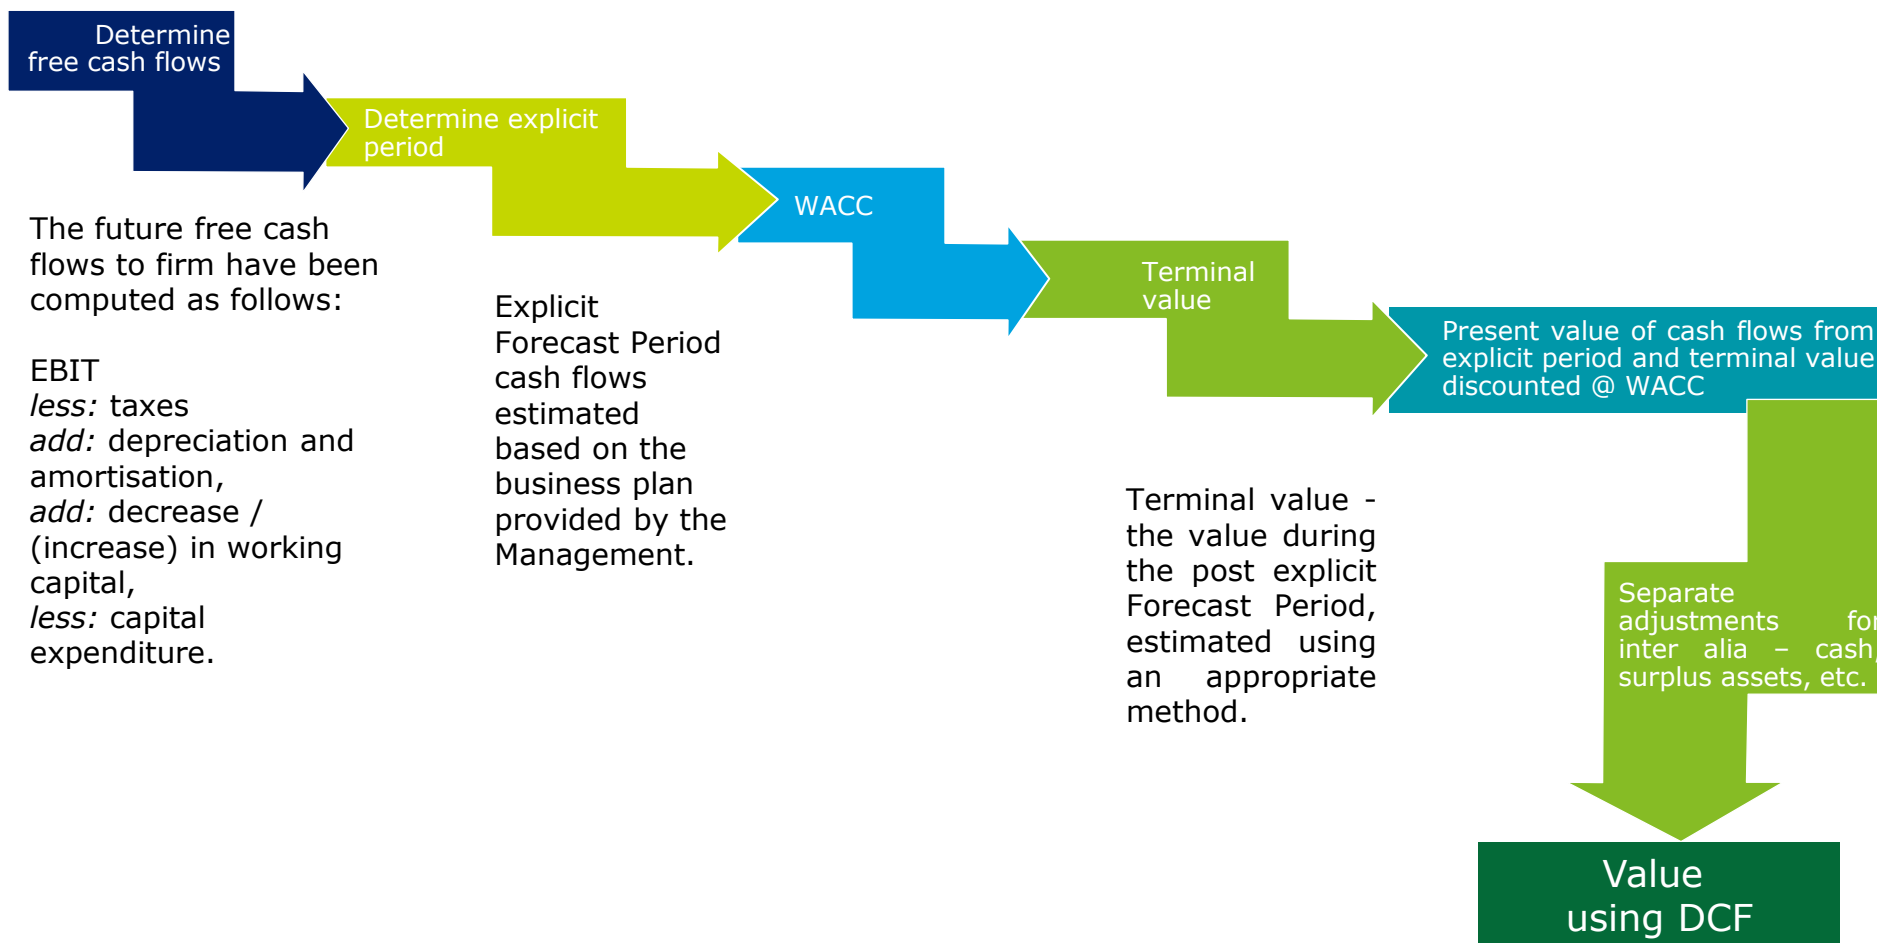 Determine
free cash flows
Determine explicit
period
WACC
Terminal
value
Present value of cash flows from
explicit period and terminal value
discounted @ WACC
The future free cash
flows to firm have been
computed as follows:
EBIT
less: taxes
add: depreciation and
amortisation,
add: decrease /
(increase) in working
capital,
less: capital
expenditure.
Explicit
Forecast Period
cash flows
estimated
based on the
business plan
provided by the
Management.
Terminal value -
the value during
the post explicit
Forecast Period,
estimated using
an appropriate
method.
Separate
adjustments for
inter alia – cash,
surplus assets, etc.
Value
using DCF